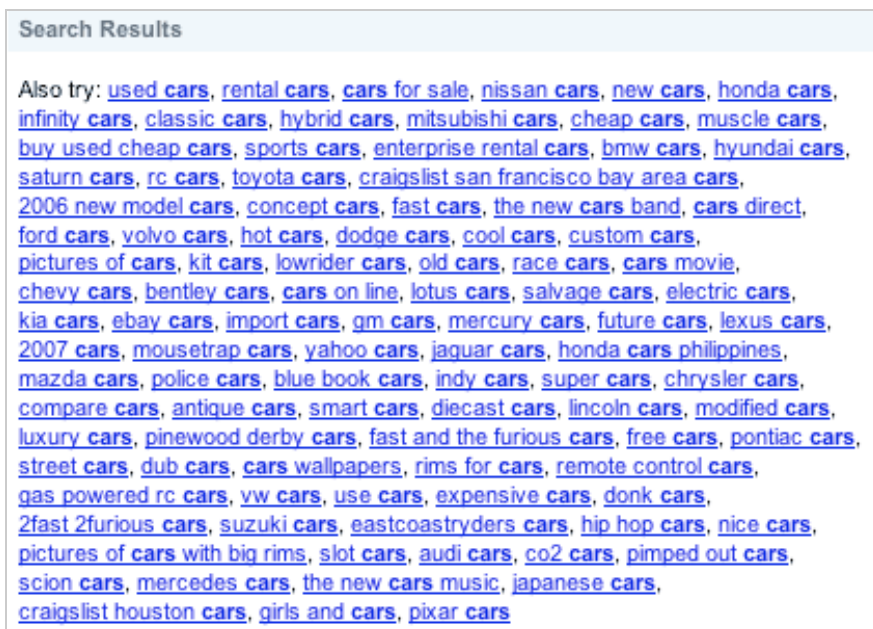 Search Results
Also try: used cars, rental cars, cars for sale, nissan cars, new cars, honda cars,
infinity cars, classic cars, hybrid cars, mitsubishi cars, cheap cars, muscle cars,
buy used cheap cars, sports cars, enterprise rental cars, bmw cars, hyundai cars,
saturn cars, rc cars, toyota cars, craigslist san francisco bay area cars,
2006 new model cars, concept cars, fast cars, the new cars band, cars direct,
ford cars, volvo cars, hot cars, dodge cars, cool cars, custom cars,
pictures of cars, kit cars, lowrider cars, old cars, race cars, cars movie,
chevy cars, bentley cars, cars on line, lotus cars, salvage cars, electric cars,
kia cars, ebay cars, import cars, gm cars, mercury cars, future cars, lexus cars,
2007 cars, mousetrap cars, yahoo cars, jaguar cars, honda cars philippines,
mazda cars, police cars, blue book cars, indy cars, super cars, chrysler cars,
compare cars, antique cars, smart cars, diecast cars, lincoln cars, modified cars,
luxury cars, pinewood derby cars, fast and the furious cars, free cars, pontiac cars,
street cars, dub cars, cars wallpapers, rims for cars, remote control cars,
gas powered rc cars, vw cars, use cars, expensive cars, donk cars,
2fast 2furious cars, suzuki cars, eastcoastryders cars, hip hop cars, nice cars,
pictures of cars with big rims, slot cars, audi cars, co2 cars, pimped out cars,
scion cars, mercedes cars, the new cars music, japanese cars,
craigslist houston cars, girls and cars, pixar cars